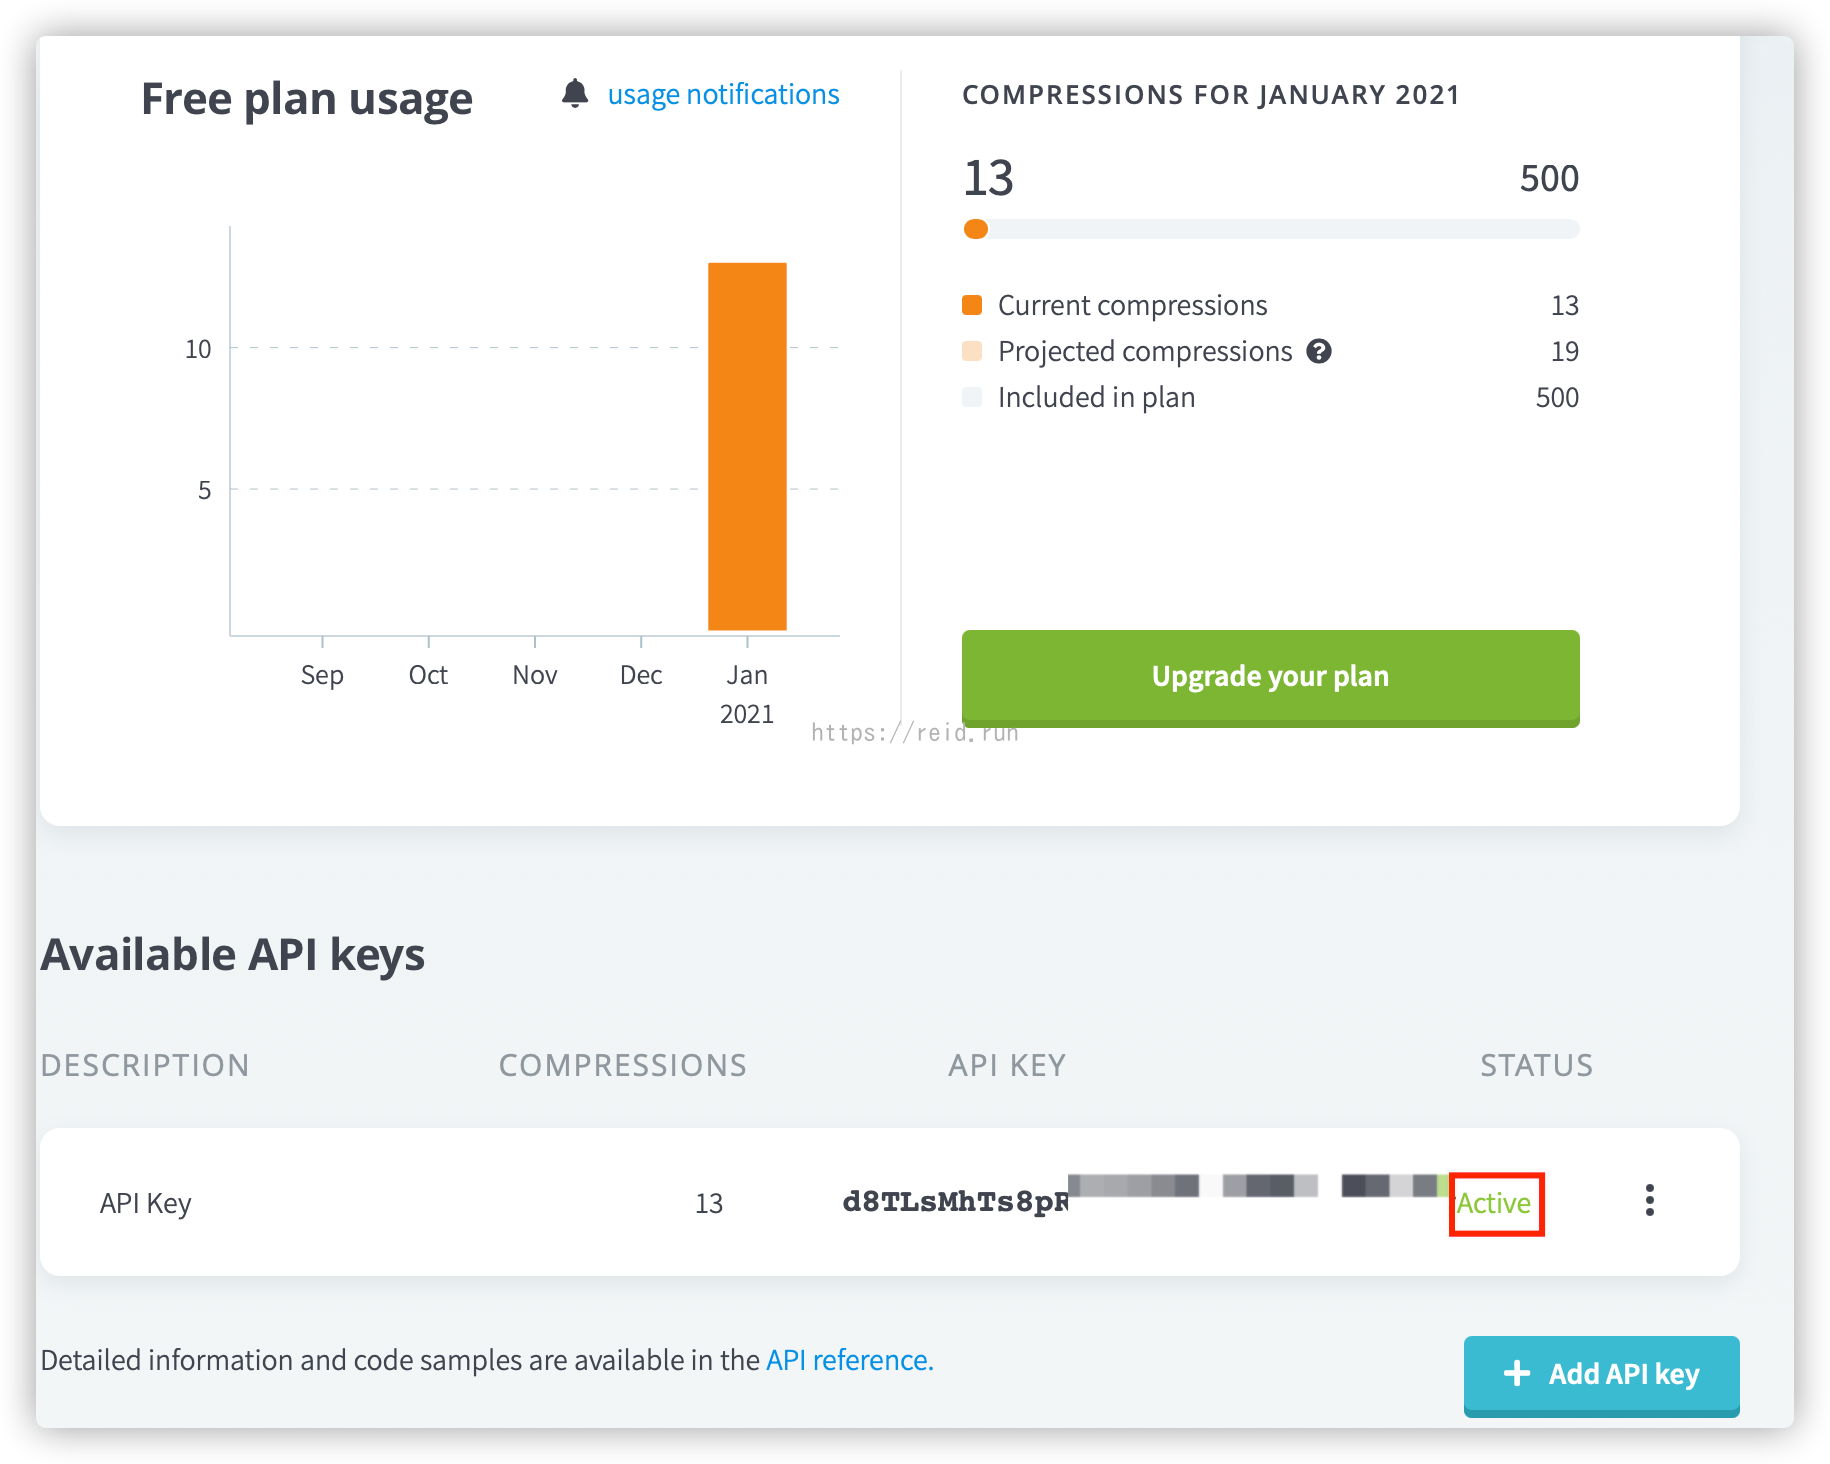 Free plan usage
usage notifications
10
5
Sep Oct Nov Dec Jan
2021
COMPRESSIONS FOR JANUARY 2021
13 500
Current compressions 13
Projected compressions ? 19
Included in plan 500
Upgrade your plan
https://reid.run
Available API keys
DESCRIPTION COMPRESSIONS API KEY STATUS
API Key 13 d8TLsMhTs8pR Active
Detailed information and code samples are available in the API reference.
+ Add API key